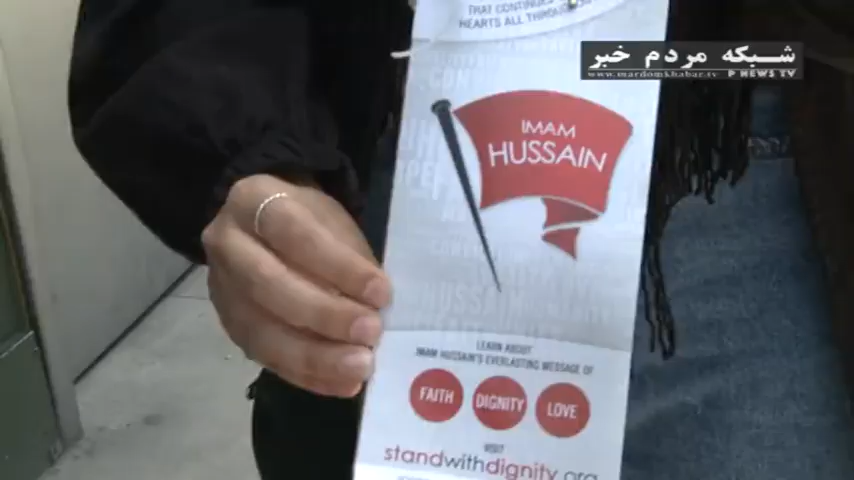 THAT CONTINUES
HEARTS ALL THROUGH
شبکه مردم خبر
www.mardomkhabar.tv P NEWS TV
IMAM
HUSSAIN
LEARN ABOUT
IMAM HUSSAIN'S EVERLASTING MESSAGE OF
FAITH DIGNITY LOVE
VISIT
standwithdignity.org